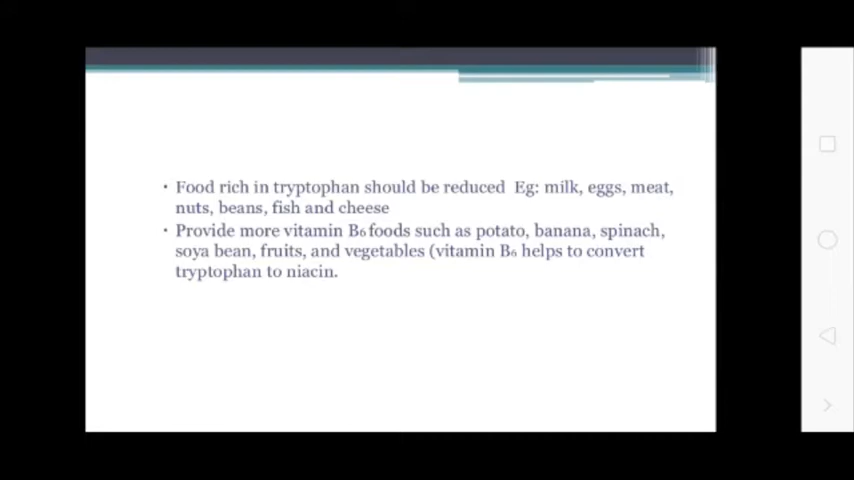 • Food rich in tryptophan should be reduced Eg: milk, eggs, meat,
nuts, beans, fish and cheese
• Provide more vitamin B6 foods such as potato, banana, spinach,
soya bean, fruits, and vegetables (vitamin B6 helps to convert
tryptophan to niacin.